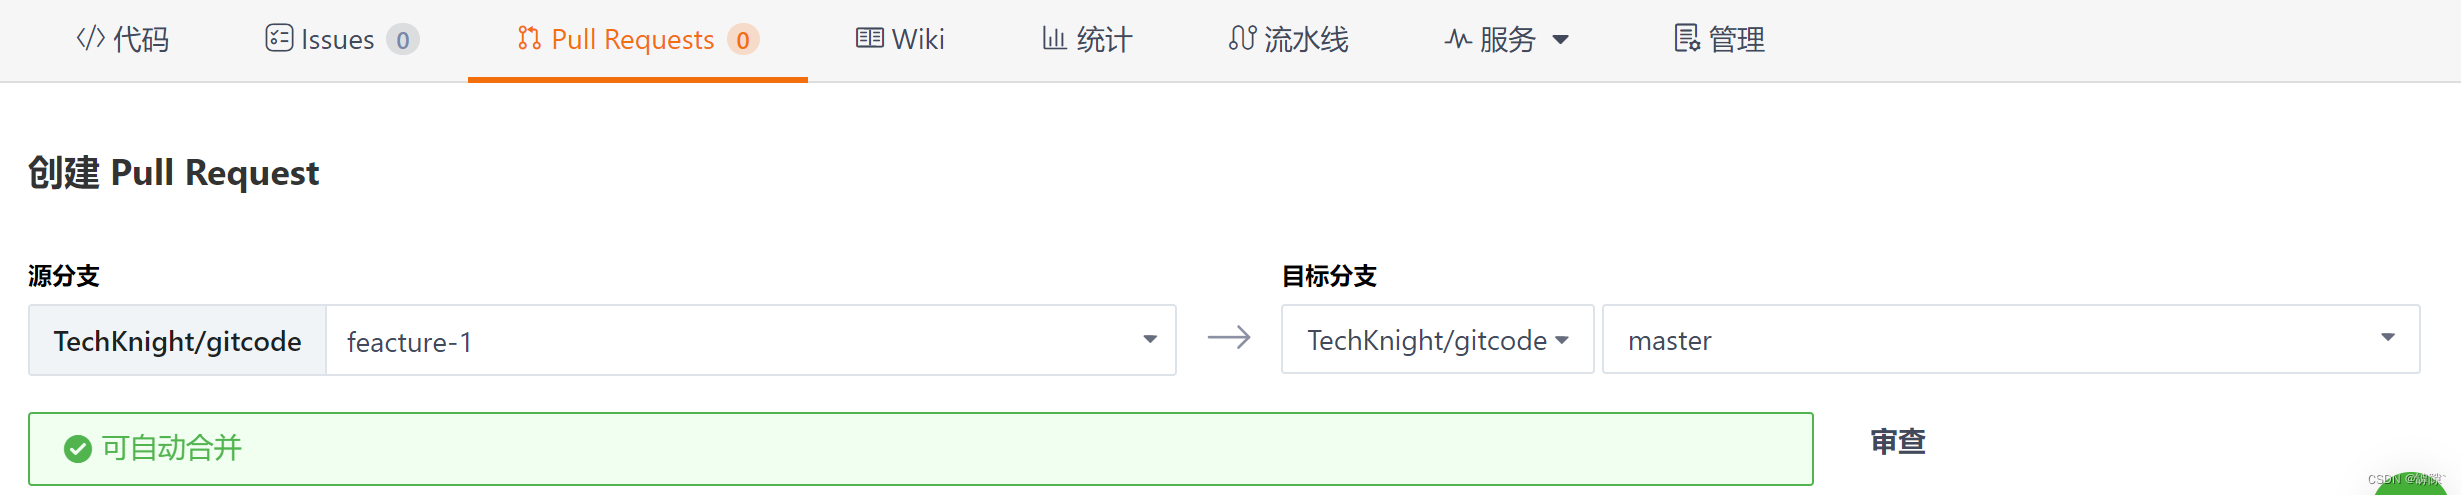 代码 Issues 0 Pull Requests 0 Wiki 统计 流水线 服务 管理
创建 Pull Request
源分支 目标分支
TechKnight/gitcode feacture-1 TechKnight/gitcode master
可自动合并 审查
CSDN